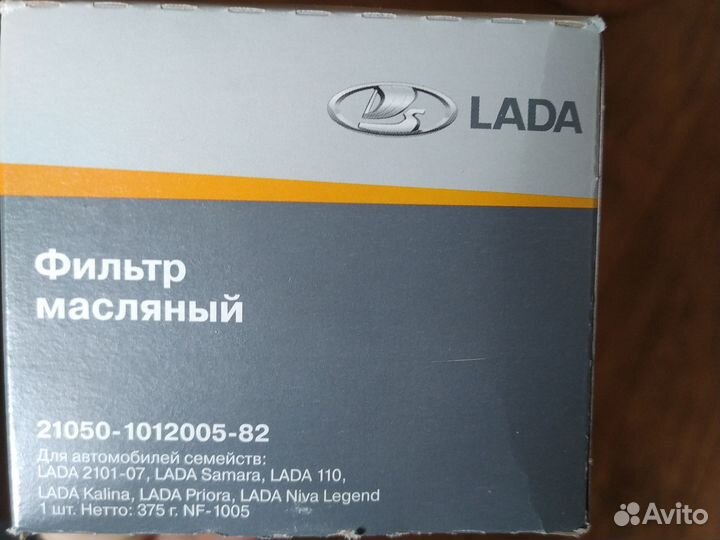 LADA
Фильтр
масляный
21050-1012005-82
Для автомобилей семейств:
LADA 2101-07, LADA Samara, LADA 110,
LADA Kalina, LADA Priora, LADA Niva Legend
1 шт. Нетто: 375 г. NF-1005
Avito